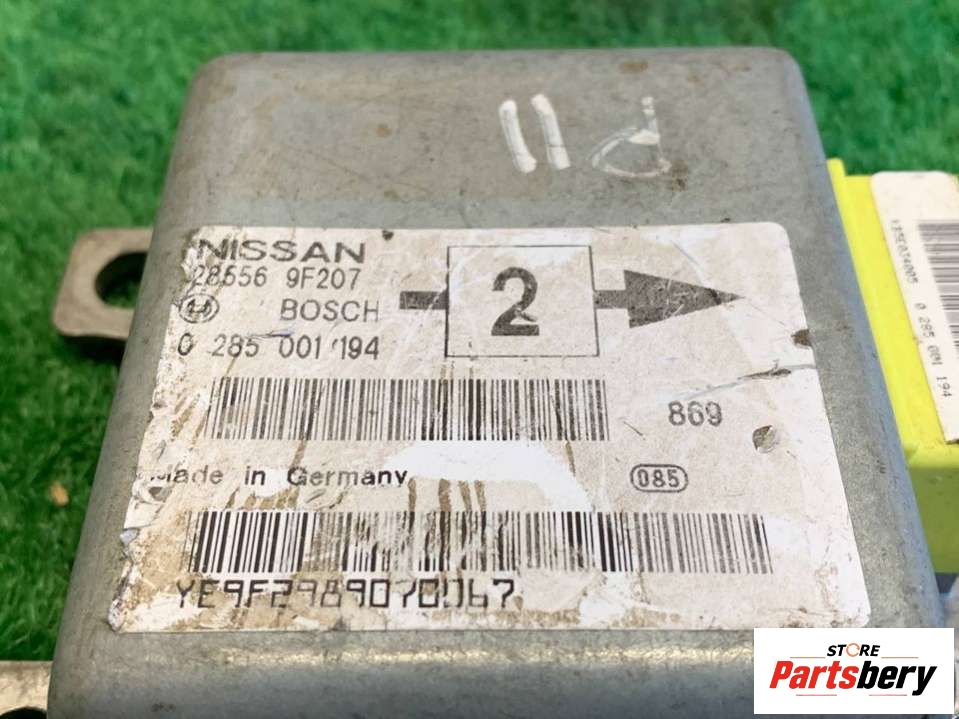 P11
NISSAN
28556 9F207
BOSCH
0 285 001 194
2
869
Made in Germany
085
YE9F2989070067
0 285 001 194
STORE
Partsbery